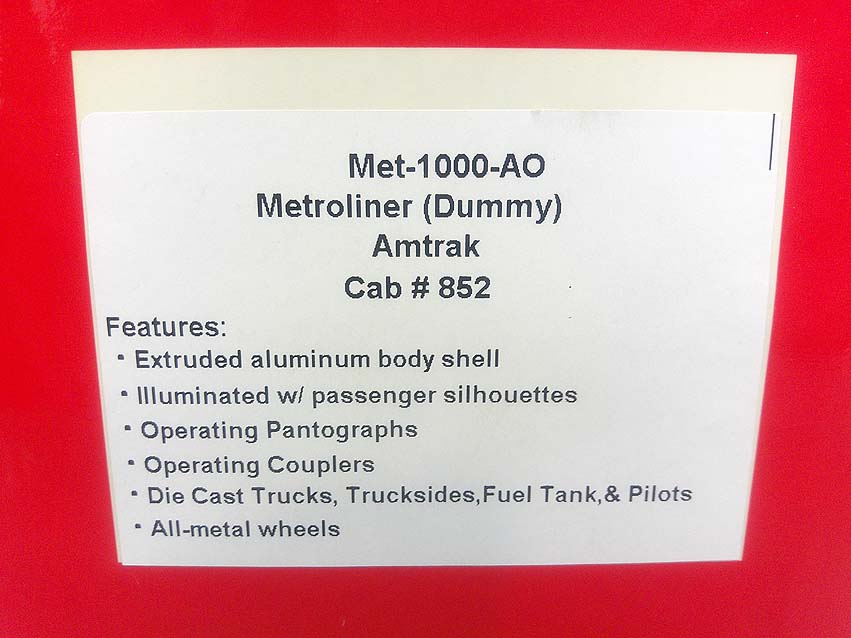 Met-1000-AO
Metroliner (Dummy)
Amtrak
Cab # 852
Features:
· Extruded aluminum body shell
· Illuminated w/ passenger silhouettes
· Operating Pantographs
· Operating Couplers
· Die Cast Trucks, Trucksides,Fuel Tank,& Pilots
· All-metal wheels